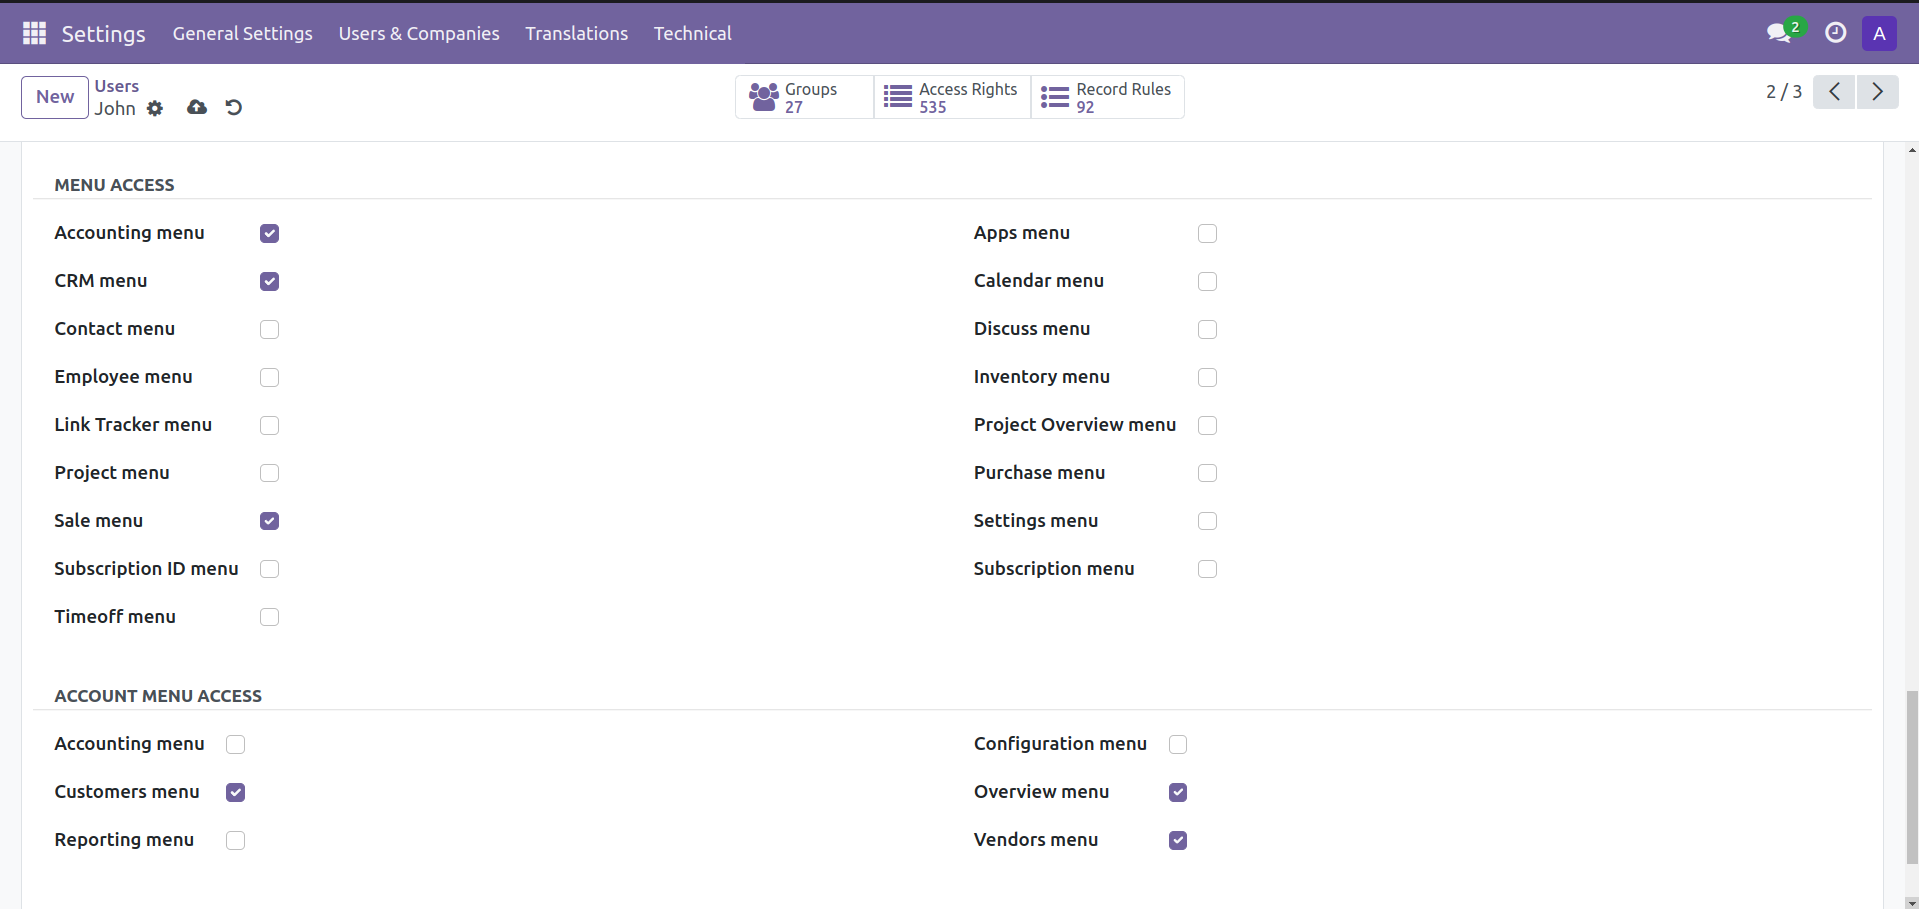 Settings General Settings Users & Companies Translations Technical 2 A
New Users Groups Access Rights Record Rules
John 27 535 92 2 / 3
MENU ACCESS
Accounting menu Apps menu
CRM menu Calendar menu
Contact menu Discuss menu
Employee menu Inventory menu
Link Tracker menu Project Overview menu
Project menu Purchase menu
Sale menu Settings menu
Subscription ID menu Subscription menu
Timeoff menu
ACCOUNT MENU ACCESS
Accounting menu Configuration menu
Customers menu Overview menu
Reporting menu Vendors menu